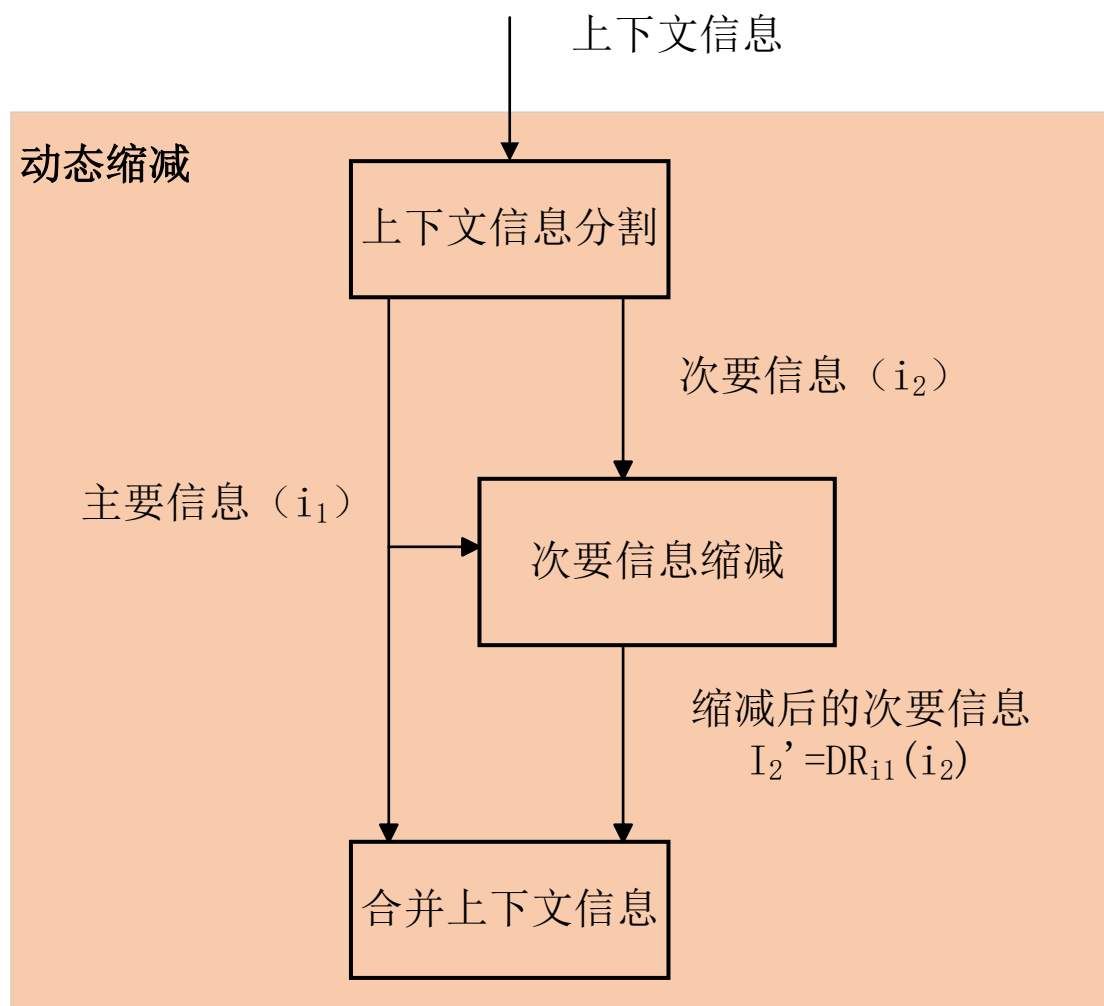 上下文信息
动态缩减
上下文信息分割
次要信息（i₂）
主要信息（i₁）
次要信息缩减
缩减后的次要信息
I₂’=DRᵢ₁(i₂)
合并上下文信息